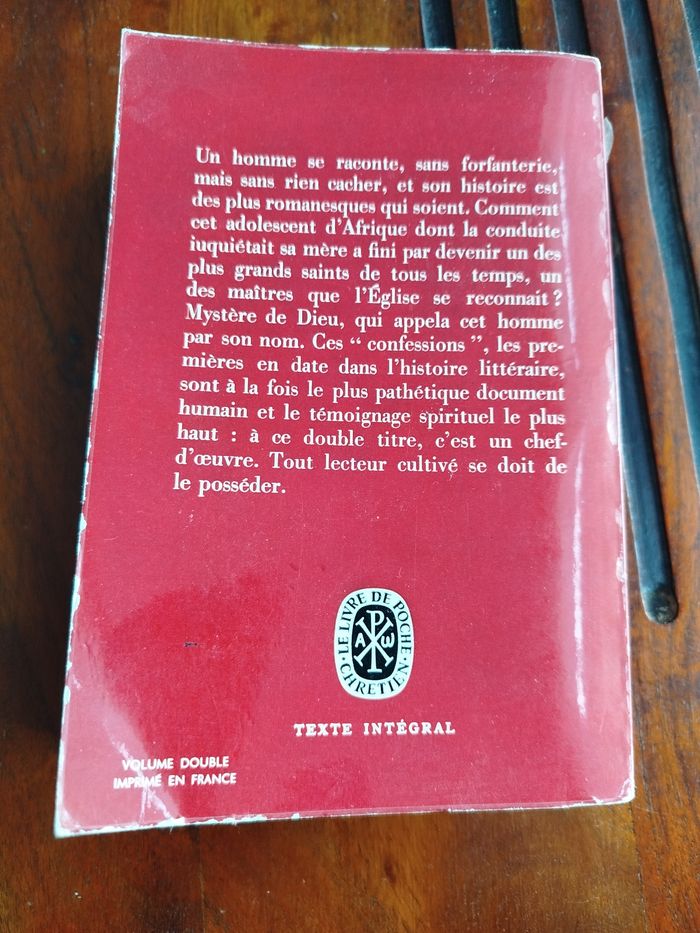 Un homme se raconte, sans forfanterie,
mais sans rien cacher, et son histoire est
des plus romanesques qui soient. Comment
cet adolescent d'Afrique dont la conduite
iuquiétait sa mère a fini par devenir un des
plus grands saints de tous les temps, un
des maîtres que l'Église se reconnait ?
Mystère de Dieu, qui appela cet homme
par son nom. Ces " confessions ", les pre-
mières en date dans l'histoire littéraire,
sont à la fois le plus pathétique document
humain et le témoignage spirituel le plus
haut : à ce double titre, c'est un chef-
d'œuvre. Tout lecteur cultivé se doit de
le posséder.
• LE LIVRE DE POCHE •
A P W
CHRETIEN
TEXTE INTÉGRAL
VOLUME DOUBLE
IMPRIMÉ EN FRANCE